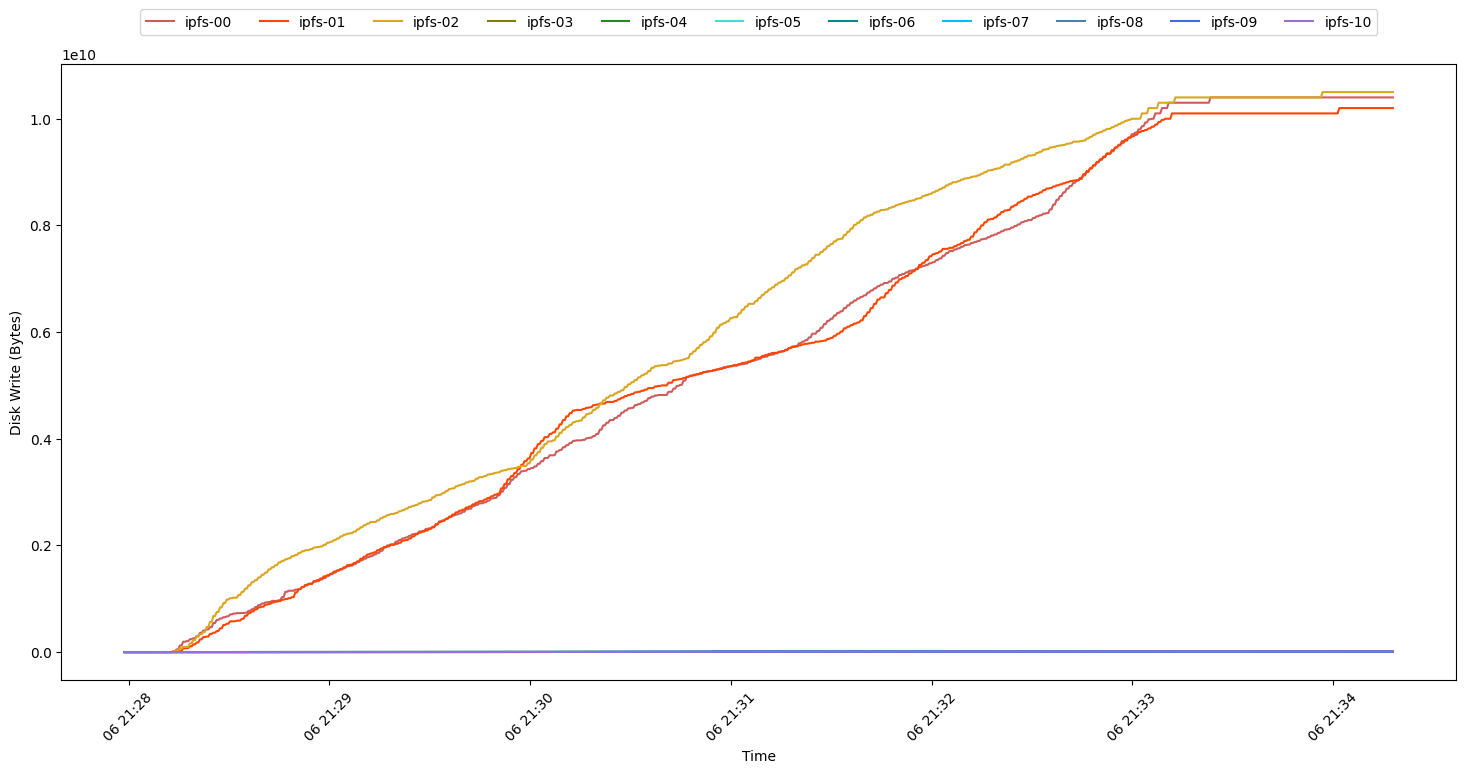 ipfs-00 ipfs-01 ipfs-02 ipfs-03 ipfs-04 ipfs-05 ipfs-06 ipfs-07 ipfs-08 ipfs-09 ipfs-10
1e10
1.0
0.8
0.6
0.4
0.2
0.0
Disk Write (Bytes)
06 21:28 06 21:29 06 21:30 06 21:31 06 21:32 06 21:33 06 21:34
Time